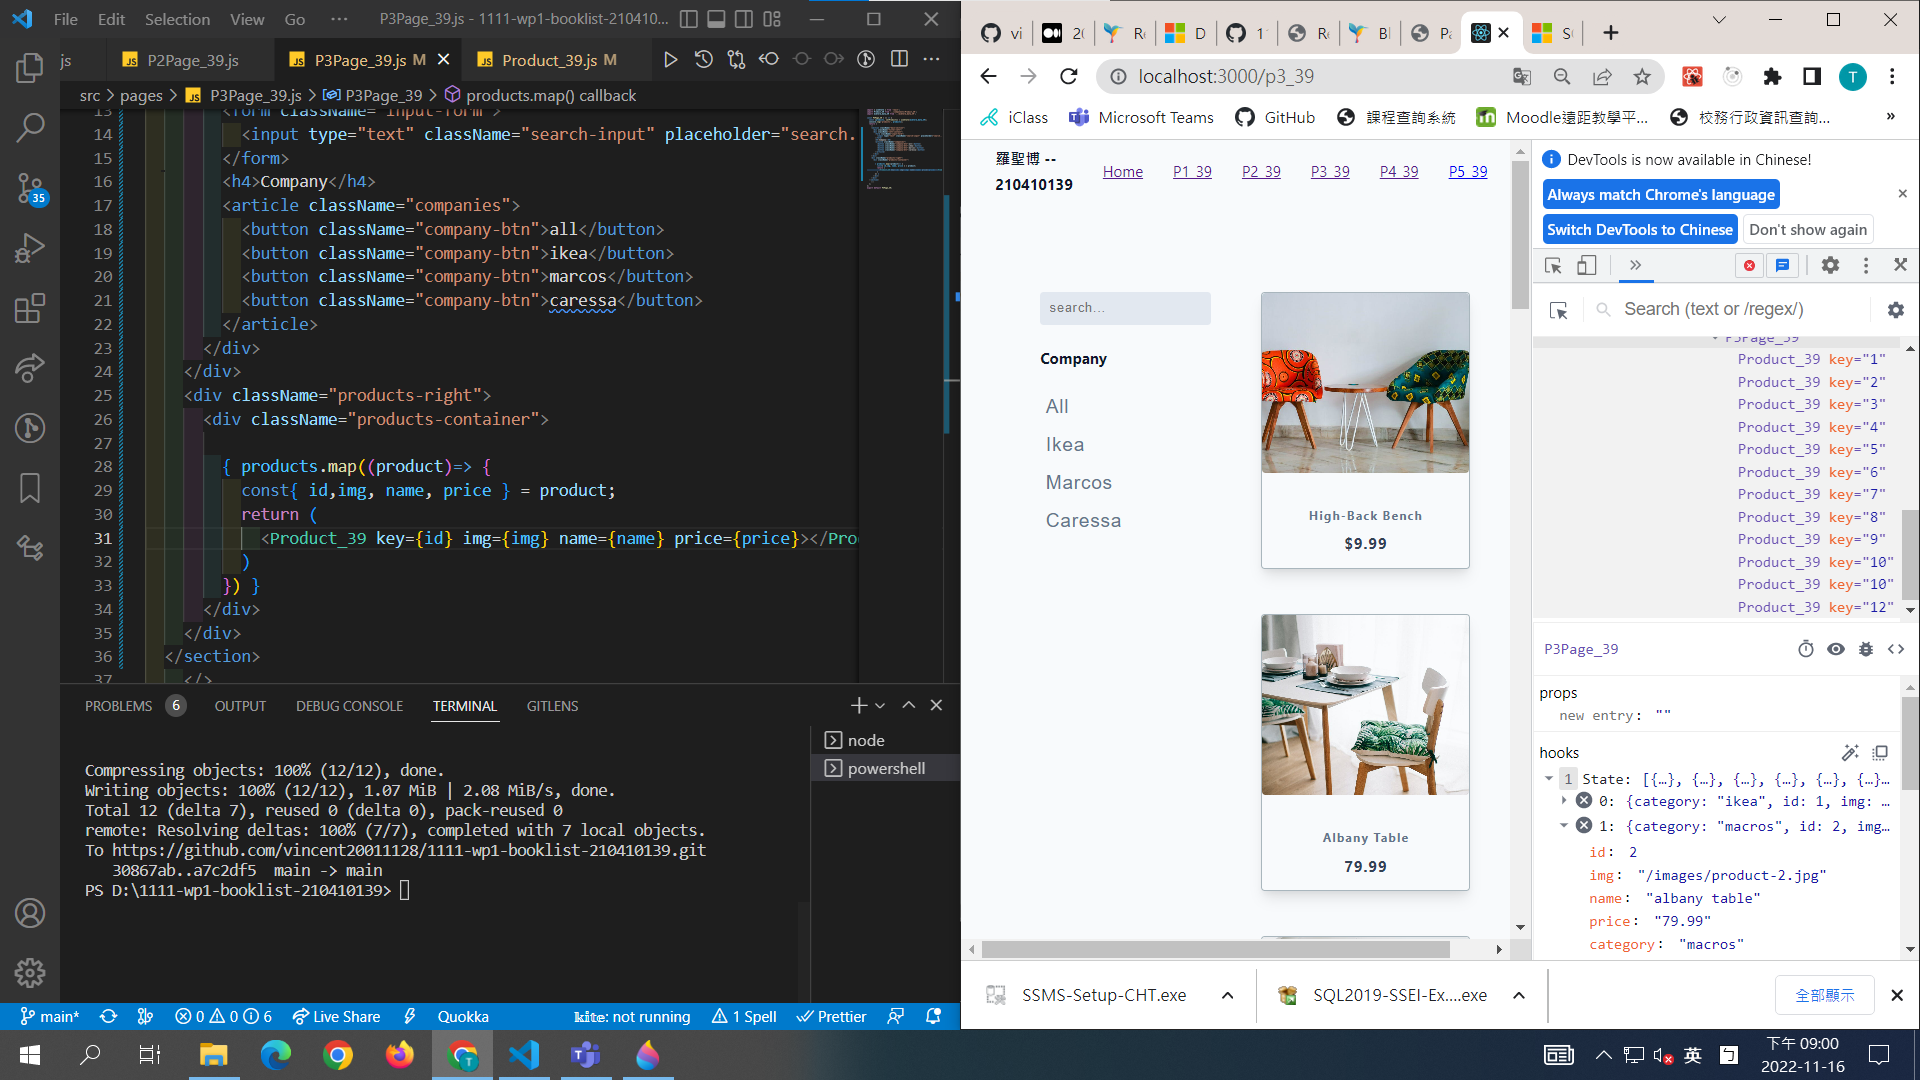 File Edit Selection View Go ··· P3Page_39.js - 1111-wp1-booklist-210410...
js P2Page_39.js P3Page_39.js M Product_39.js M
src > pages > P3Page_39.js > P3Page_39 > products.map() callback
13 <form className="input-form">
14 <input type="text" className="search-input" placeholder="search.
15 </form>
16 <h4>Company</h4>
17 <article className="companies">
18 <button className="company-btn">all</button>
19 <button className="company-btn">ikea</button>
20 <button className="company-btn">marcos</button>
21 <button className="company-btn">caressa</button>
22 </article>
23 </div>
24 </div>
25 <div className="products-right">
26 <div className="products-container">
27
28 { products.map((product)=> {
29 const{ id,img, name, price } = product;
30 return (
31 <Product_39 key={id} img={img} name={name} price={price}></Pro
32 )
33 }) }
34 </div>
35 </div>
36 </section>
37 </>
35
PROBLEMS 6 OUTPUT DEBUG CONSOLE TERMINAL GITLENS
node
powershell
Compressing objects: 100% (12/12), done.
Writing objects: 100% (12/12), 1.07 MiB | 2.08 MiB/s, done.
Total 12 (delta 7), reused 0 (delta 0), pack-reused 0
remote: Resolving deltas: 100% (7/7), completed with 7 local objects.
To https://github.com/vincent20011128/1111-wp1-booklist-210410139.git
30867ab..a7c2df5 main -> main
PS D:\1111-wp1-booklist-210410139>
main* 0 0 6 Live Share Quokka kite: not running 1 Spell Prettier
vi 20 Re D 1 Re Bl Pa S
localhost:3000/p3_39 T
iClass Microsoft Teams GitHub 課程查詢系統 Moodle遠距教學平... 校務行政資訊查詢... »
羅聖博 --
210410139
Home P1_39 P2_39 P3_39 P4_39 P5_39
search...
Company
All
Ikea
Marcos
Caressa
High-Back Bench
$9.99
Albany Table
79.99
DevTools is now available in Chinese!
Always match Chrome's language
Switch DevTools to Chinese Don't show again
Search (text or /regex/)
P3Page_39
Product_39 key="1"
Product_39 key="2"
Product_39 key="3"
Product_39 key="4"
Product_39 key="5"
Product_39 key="6"
Product_39 key="7"
Product_39 key="8"
Product_39 key="9"
Product_39 key="10"
Product_39 key="10"
Product_39 key="12"
P3Page_39
props
new entry: ""
hooks
1 State: [{…}, {…}, {…}, {…}, {…}, {…}…
0: {category: "ikea", id: 1, img: …
1: {category: "macros", id: 2, img…
id: 2
img: "/images/product-2.jpg"
name: "albany table"
price: "79.99"
category: "macros"
SSMS-Setup-CHT.exe SQL2019-SSEI-Ex....exe 全部顯示
英 ㄅ 下午 09:00
2022-11-16